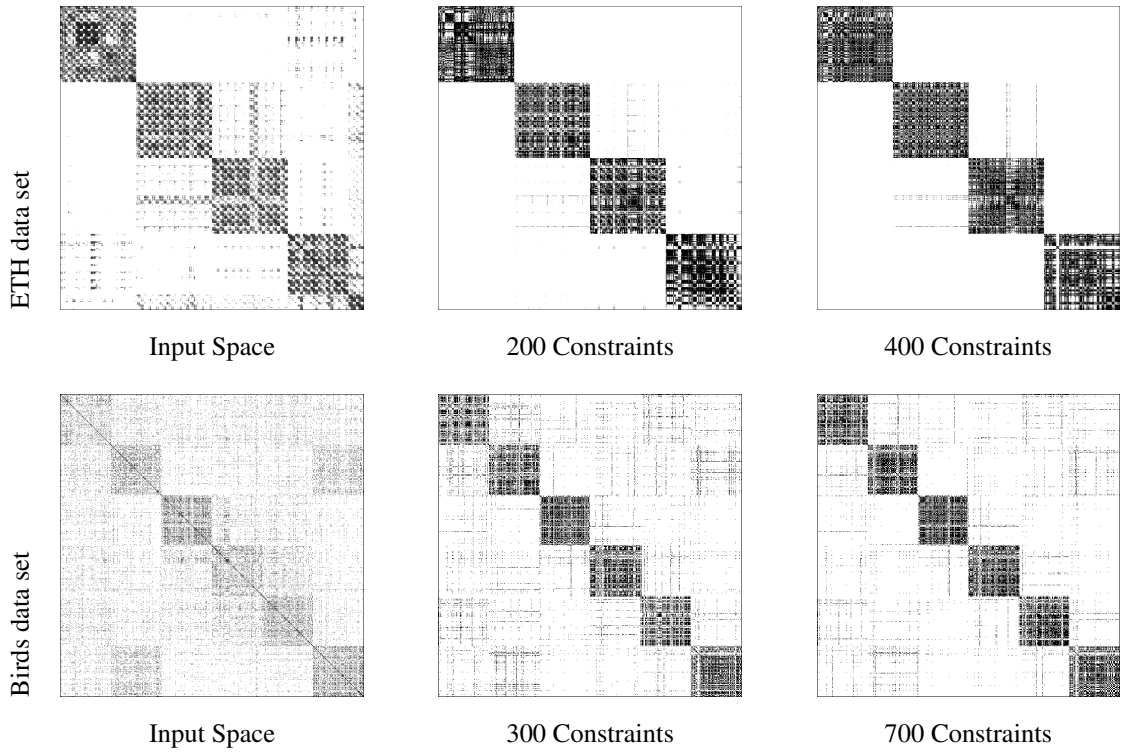 ETH data set
Input Space
200 Constraints
400 Constraints
Birds data set
Input Space
300 Constraints
700 Constraints